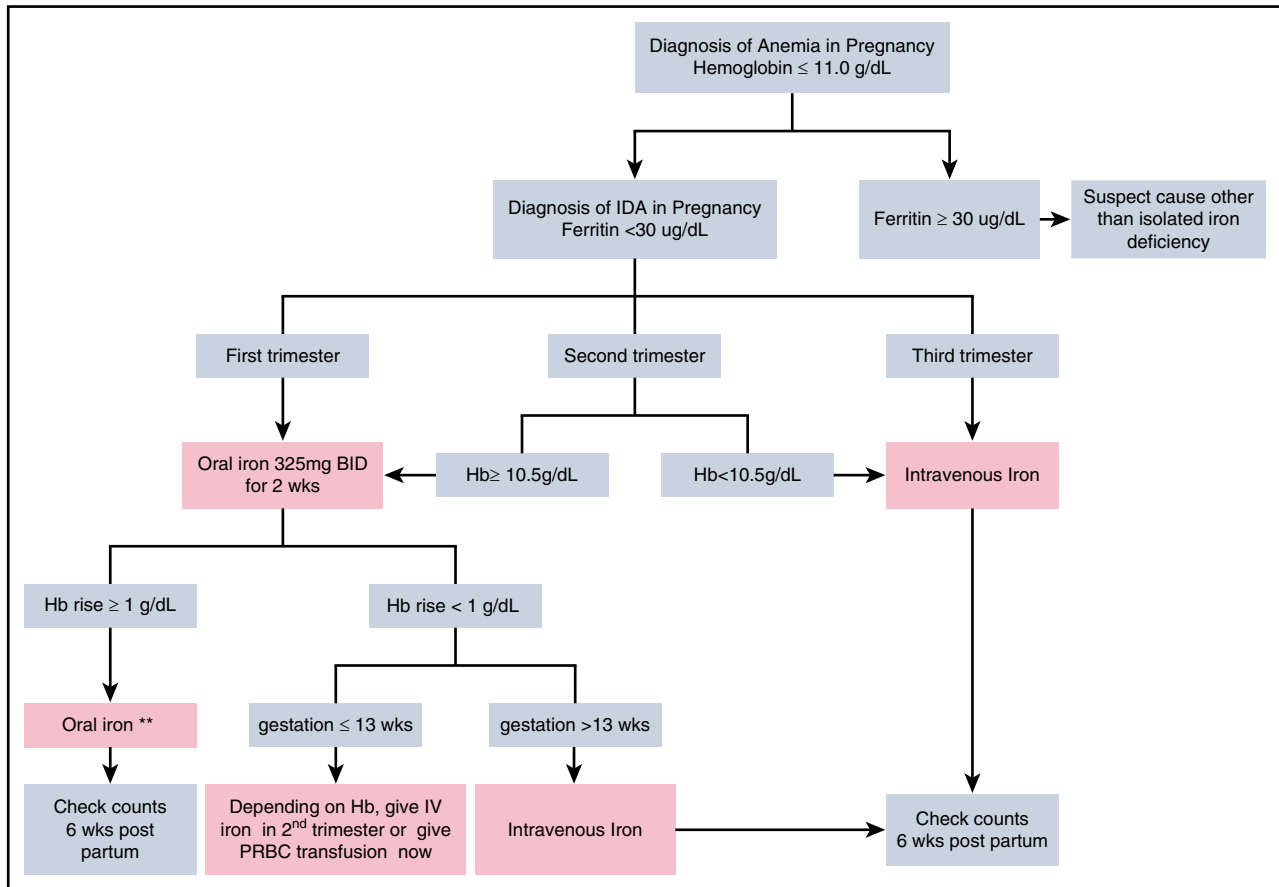 Diagnosis of Anemia in Pregnancy
Hemoglobin ≤ 11.0 g/dL
Diagnosis of IDA in Pregnancy
Ferritin <30 ug/dL
Ferritin ≥ 30 ug/dL
Suspect cause other
than isolated iron
deficiency
First trimester
Second trimester
Third trimester
Oral iron 325mg BID
for 2 wks
Hb≥ 10.5g/dL
Hb<10.5g/dL
Intravenous Iron
Hb rise ≥ 1 g/dL
Hb rise < 1 g/dL
Oral iron **
gestation ≤ 13 wks
gestation >13 wks
Check counts
6 wks post
partum
Depending on Hb, give IV
iron in 2nd trimester or give
PRBC transfusion now
Intravenous Iron
Check counts
6 wks post partum